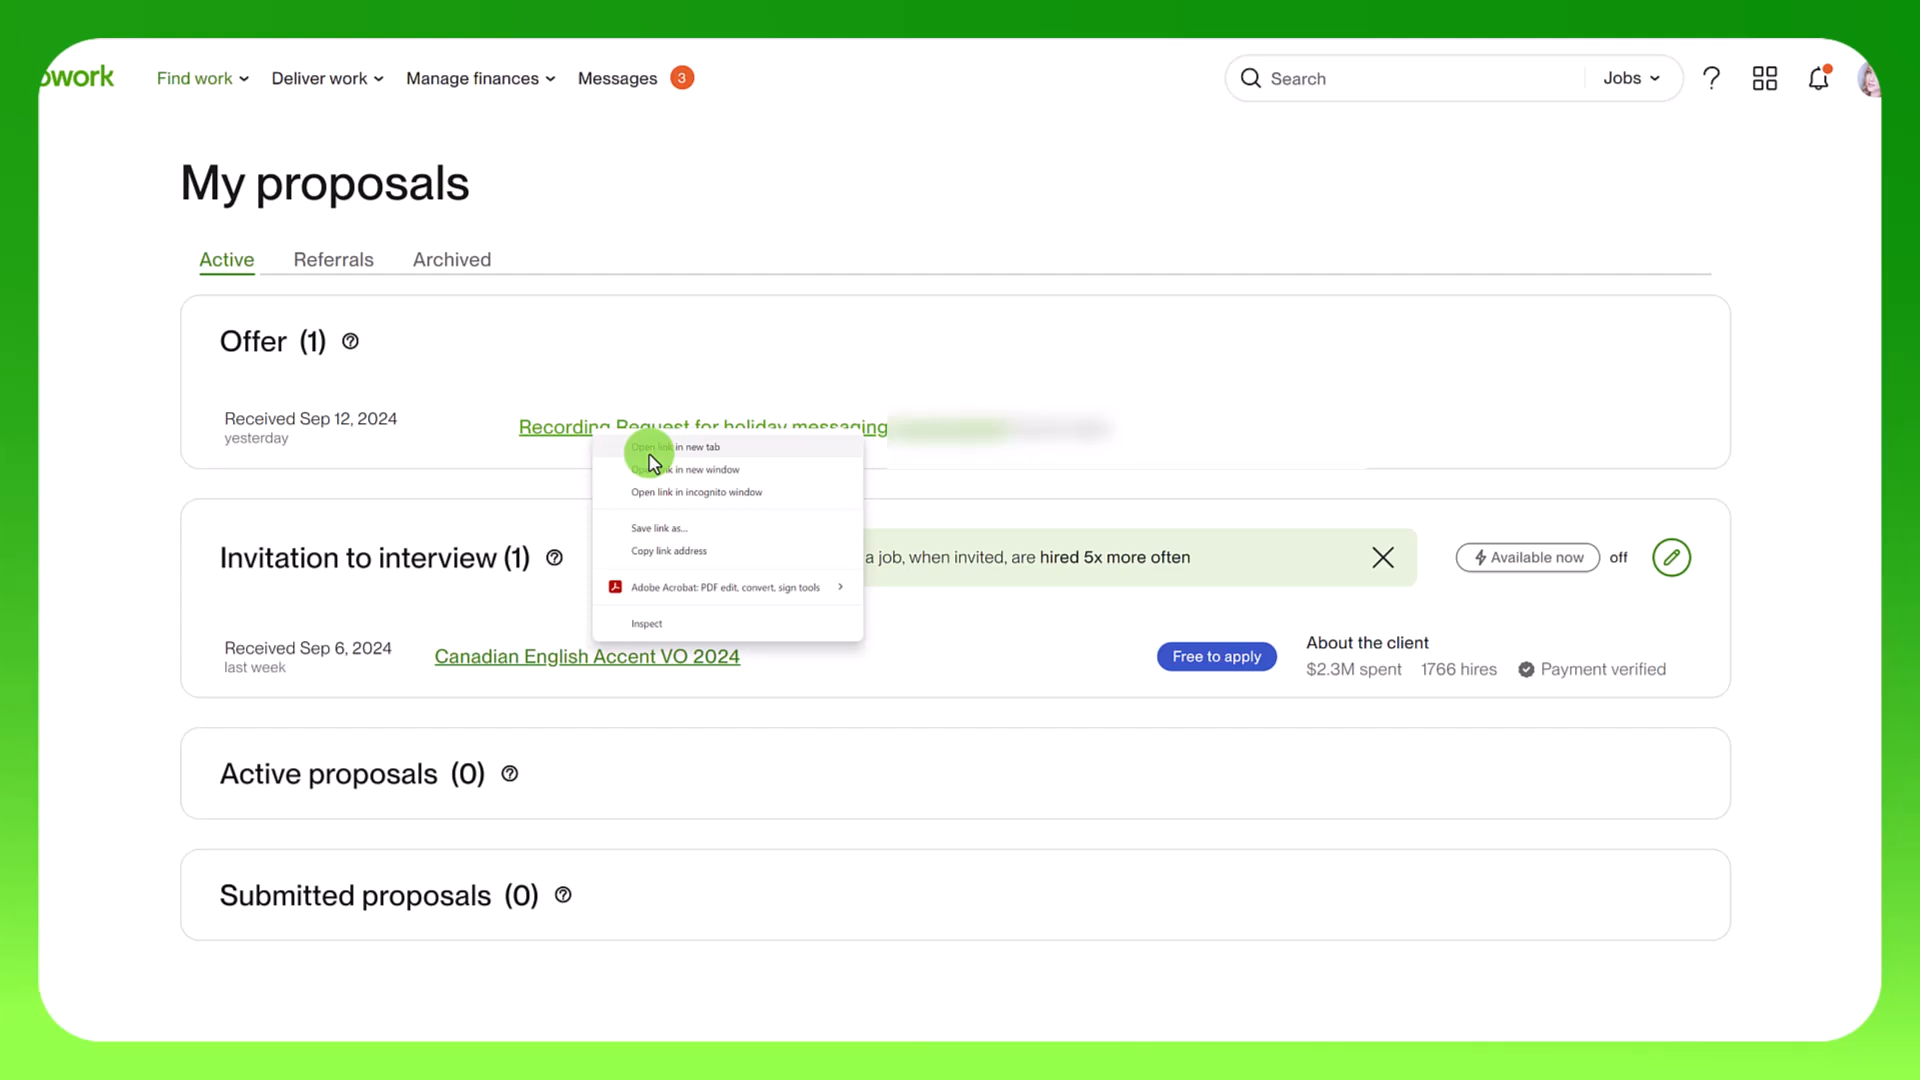 Find work Deliver work Manage finances Messages 3 Search Jobs
My proposals
Active Referrals Archived
Offer (1)
Received Sep 12, 2024
yesterday
Recording Request for holiday messaging
Open link in new tab
Open link in new window
Open link in incognito window
Save link as...
Copy link address
Adobe Acrobat: PDF edit, convert, sign tools
Inspect
Invitation to interview (1)
a job, when invited, are hired 5x more often
Available now off
Received Sep 6, 2024
last week
Canadian English Accent VO 2024
Free to apply
About the client
$2.3M spent 1766 hires Payment verified
Active proposals (0)
Submitted proposals (0)